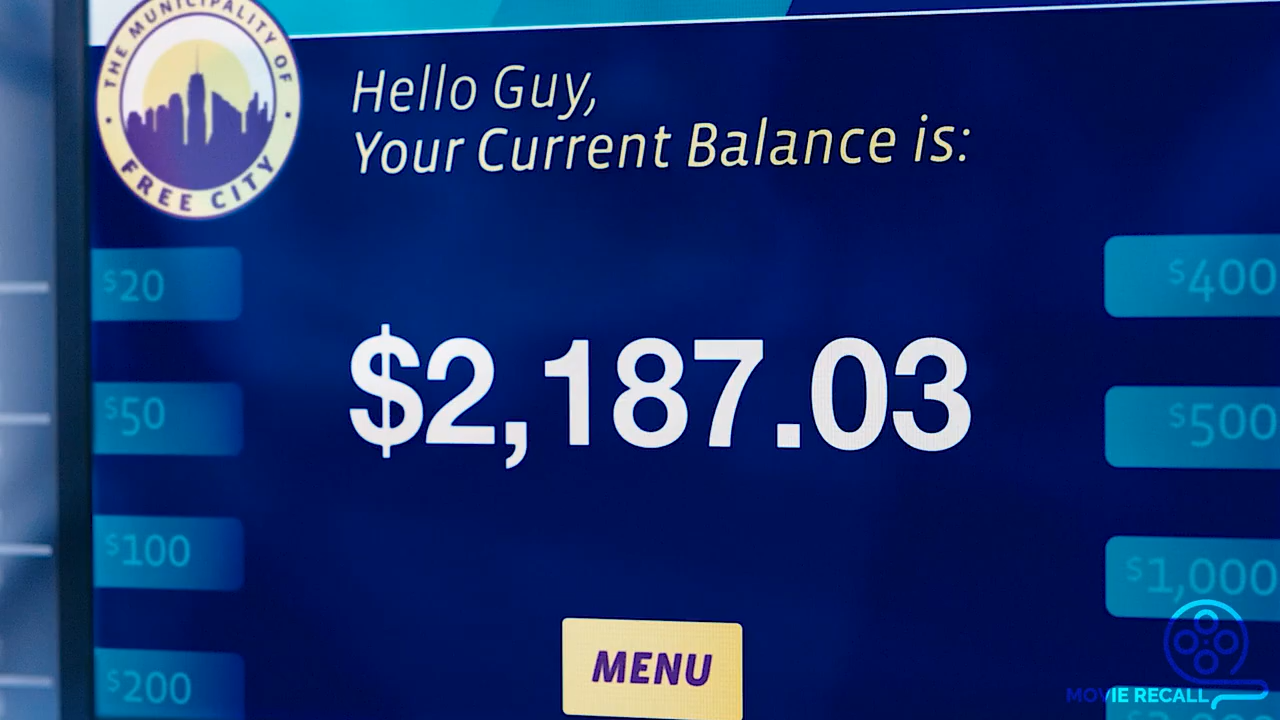 THE MUNICIPALITY OF
FREE CITY
Hello Guy,
Your Current Balance is:
$20
$400
$2,187.03
$50
$500
$100
$1,000
MENU
$200
MOVIE RECALL